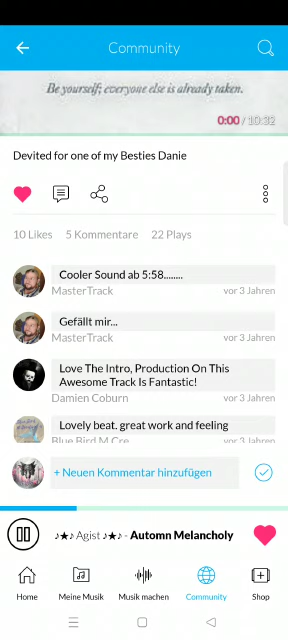 Community
Be yourself; everyone else is already taken.
0:00 / 10:32
Devited for one of my Besties Danie
10 Likes 5 Kommentare 22 Plays
Cooler Sound ab 5:58........
MasterTrack vor 3 Jahren
Gefällt mir...
MasterTrack vor 3 Jahren
Love The Intro, Production On This
Awesome Track Is Fantastic!
Damien Coburn vor 3 Jahren
Lovely beat. great work and feeling
Blue Bird M Cre vor 3 Jahren
+ Neuen Kommentar hinzufügen
♪★♪ Agist ♪★♪ - Automn Melancholy
Home Meine Musik Musik machen Community Shop